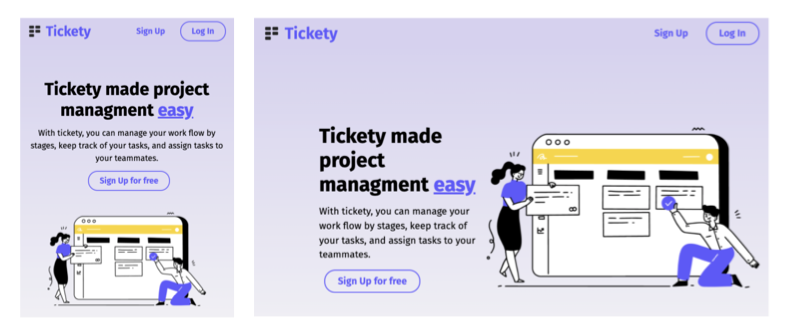 Tickety
Sign Up
Log In
Tickety made project
managment easy
With tickety, you can manage your work flow by
stages, keep track of your tasks, and assign tasks to
your teammates.
Sign Up for free
Tickety
Sign Up
Log In
Tickety made
project
managment easy
With tickety, you can manage your
work flow by stages, keep track of
your tasks, and assign tasks to your
teammates.
Sign Up for free